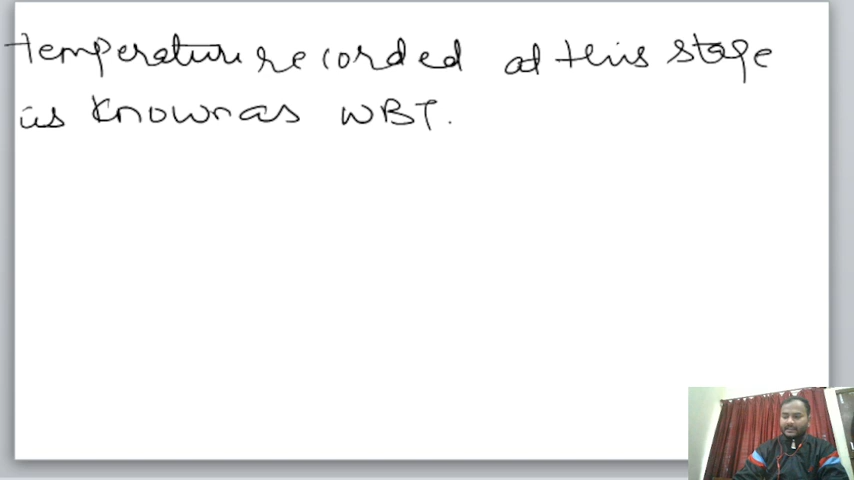 temperature recorded at this stage
is known as WBT.